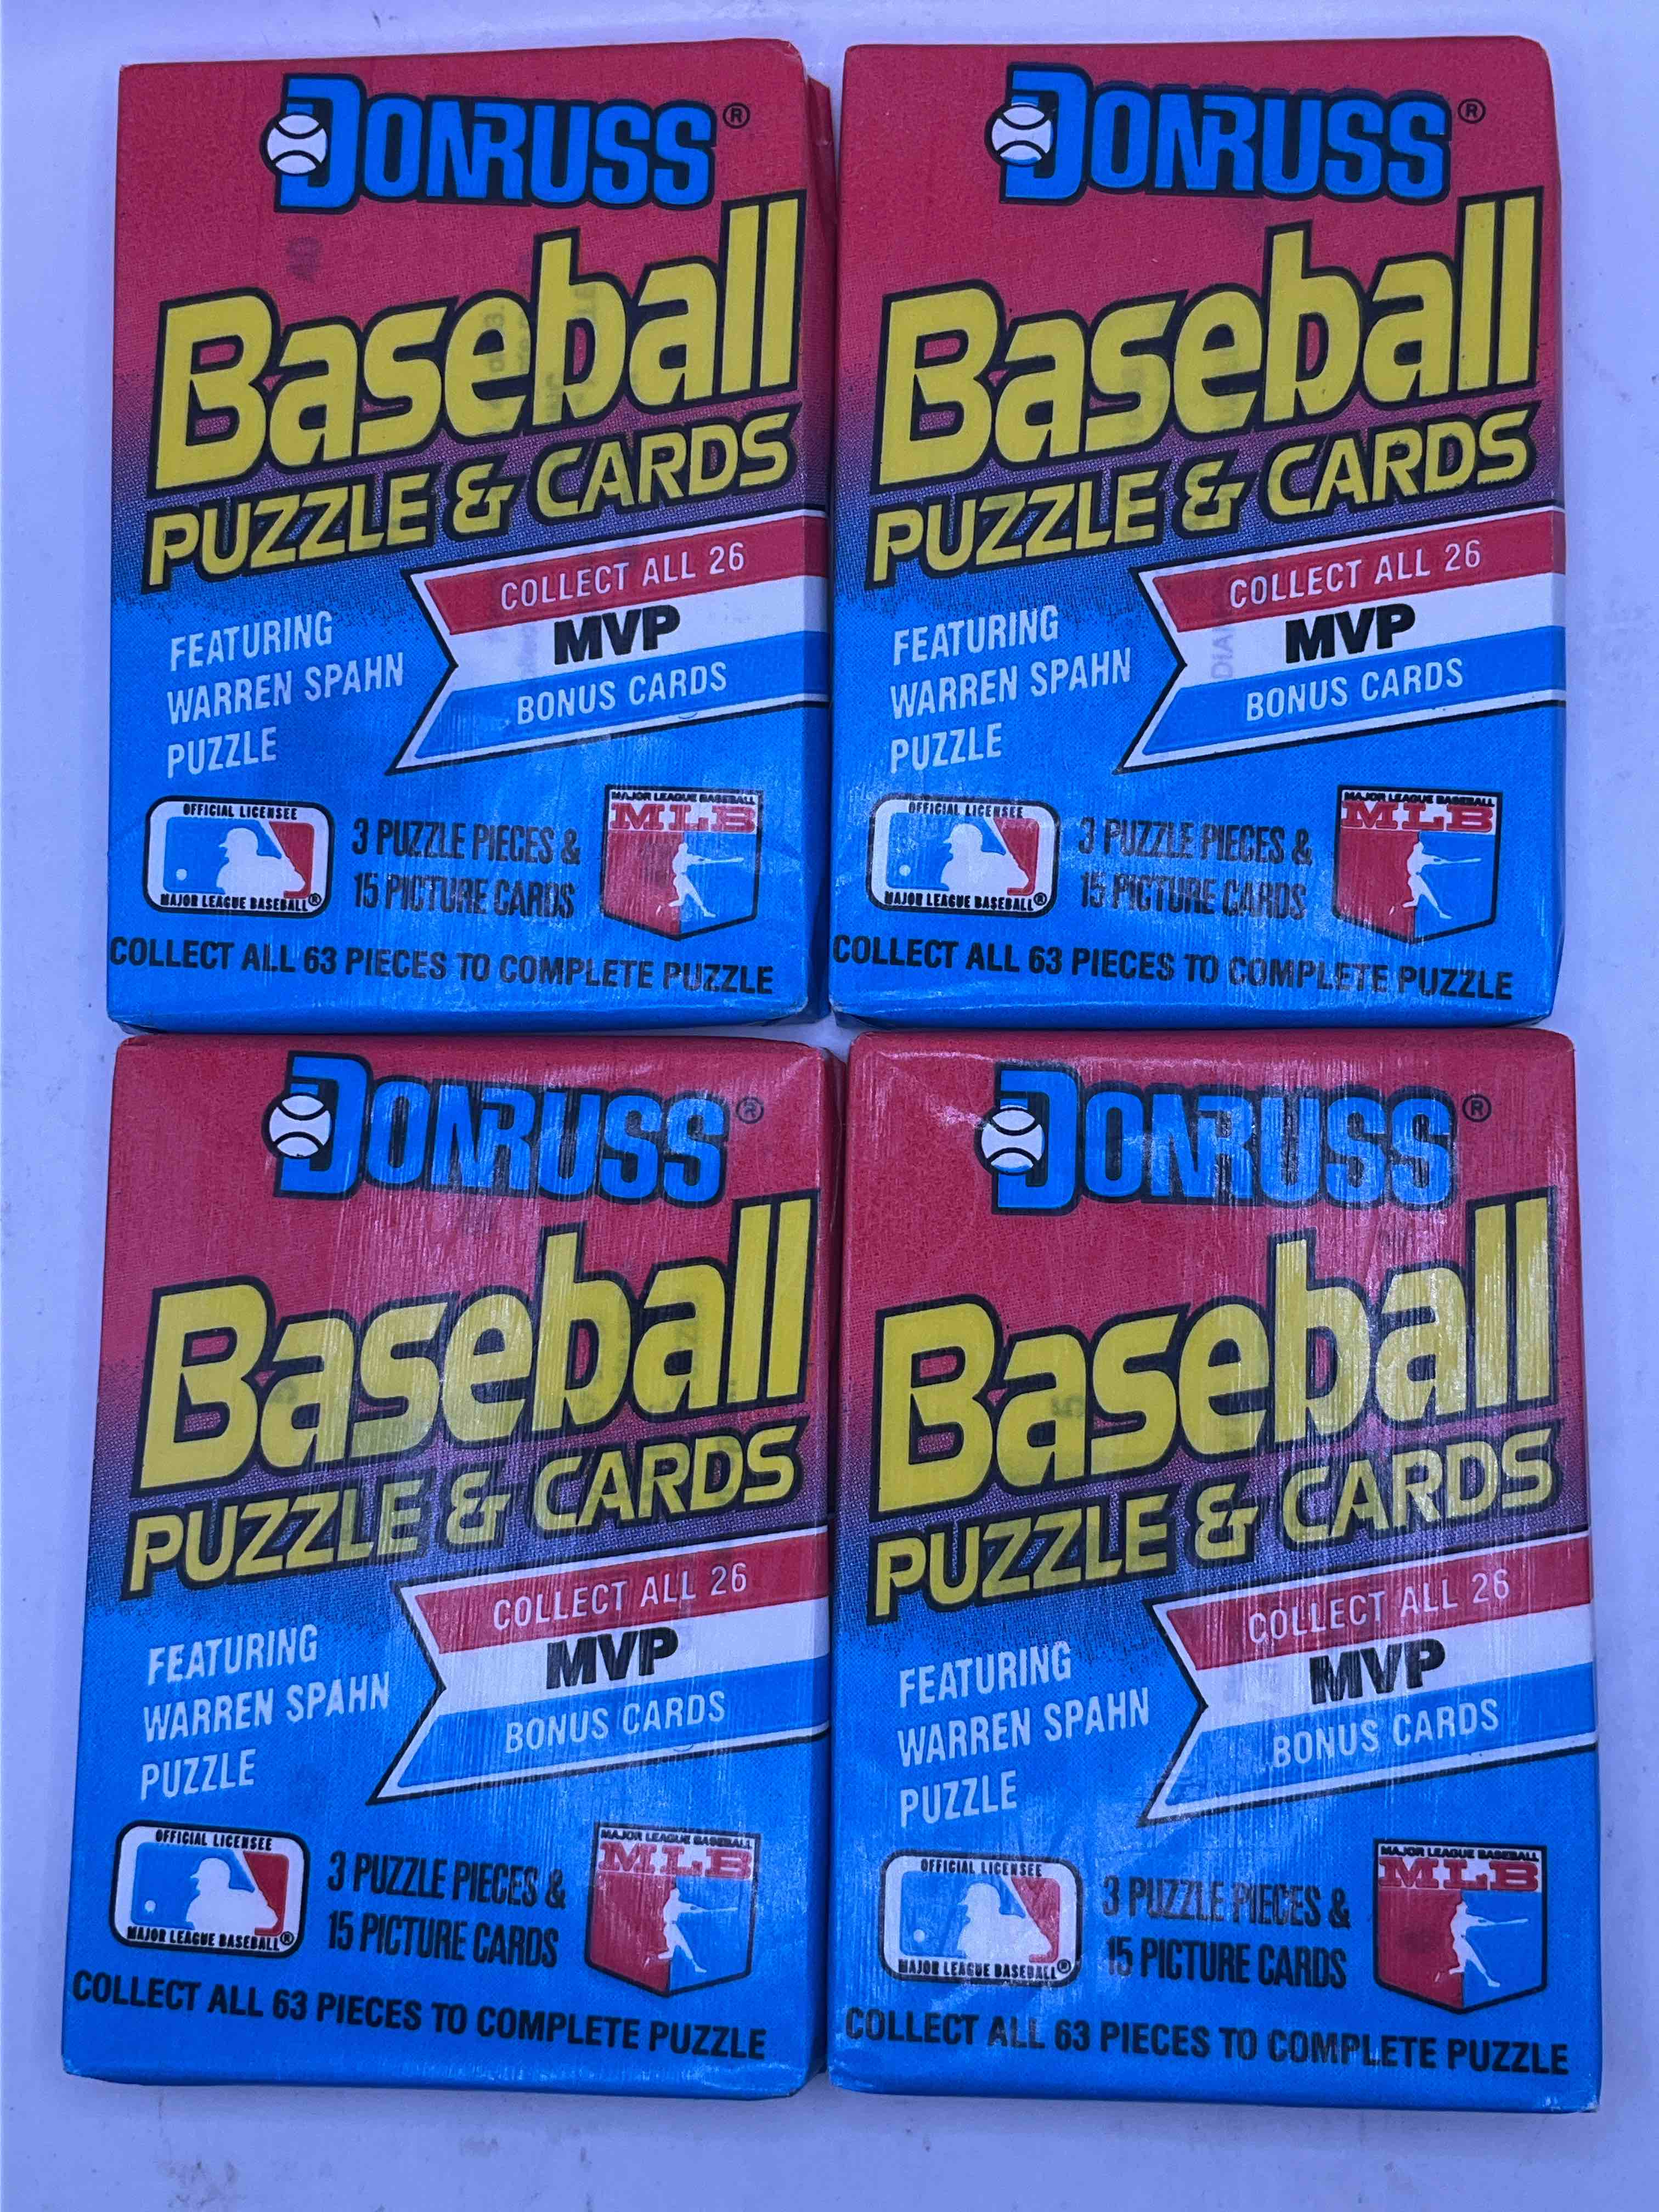 DONRUSS®
Baseball
PUZZLE & CARDS
COLLECT ALL 26
MVP
BONUS CARDS
FEATURING
WARREN SPAHN
PUZZLE
OFFICIAL LICENSEE
MAJOR LEAGUE BASEBALL®
3 PUZZLE PIECES &
15 PICTURE CARDS
MAJOR LEAGUE BASEBALL
MLB
COLLECT ALL 63 PIECES TO COMPLETE PUZZLE
DONRUSS®
Baseball
PUZZLE & CARDS
COLLECT ALL 26
MVP
BONUS CARDS
FEATURING
WARREN SPAHN
PUZZLE
OFFICIAL LICENSEE
MAJOR LEAGUE BASEBALL®
3 PUZZLE PIECES &
15 PICTURE CARDS
MAJOR LEAGUE BASEBALL
MLB
COLLECT ALL 63 PIECES TO COMPLETE PUZZLE
DONRUSS®
Baseball
PUZZLE & CARDS
COLLECT ALL 26
MVP
BONUS CARDS
FEATURING
WARREN SPAHN
PUZZLE
OFFICIAL LICENSEE
MAJOR LEAGUE BASEBALL®
3 PUZZLE PIECES &
15 PICTURE CARDS
MAJOR LEAGUE BASEBALL
MLB
COLLECT ALL 63 PIECES TO COMPLETE PUZZLE
DONRUSS®
Baseball
PUZZLE & CARDS
COLLECT ALL 26
MVP
BONUS CARDS
FEATURING
WARREN SPAHN
PUZZLE
OFFICIAL LICENSEE
MAJOR LEAGUE BASEBALL®
3 PUZZLE PIECES &
15 PICTURE CARDS
MAJOR LEAGUE BASEBALL
MLB
COLLECT ALL 63 PIECES TO COMPLETE PUZZLE